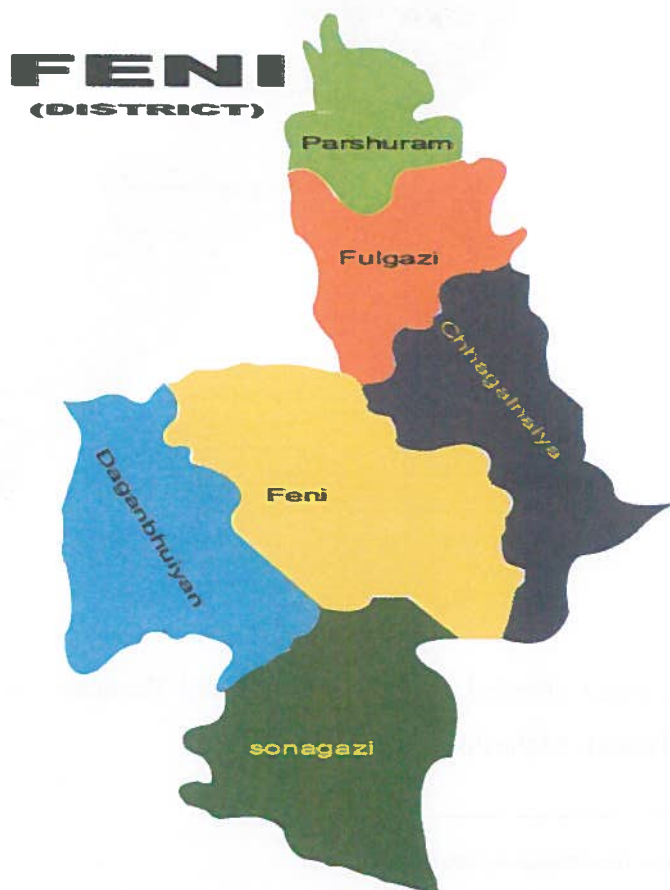 FENI
(DISTRICT)
Parshuram
Fulgazi
Chhagalnaiya
Feni
Daganbhuiyan
sonagazi